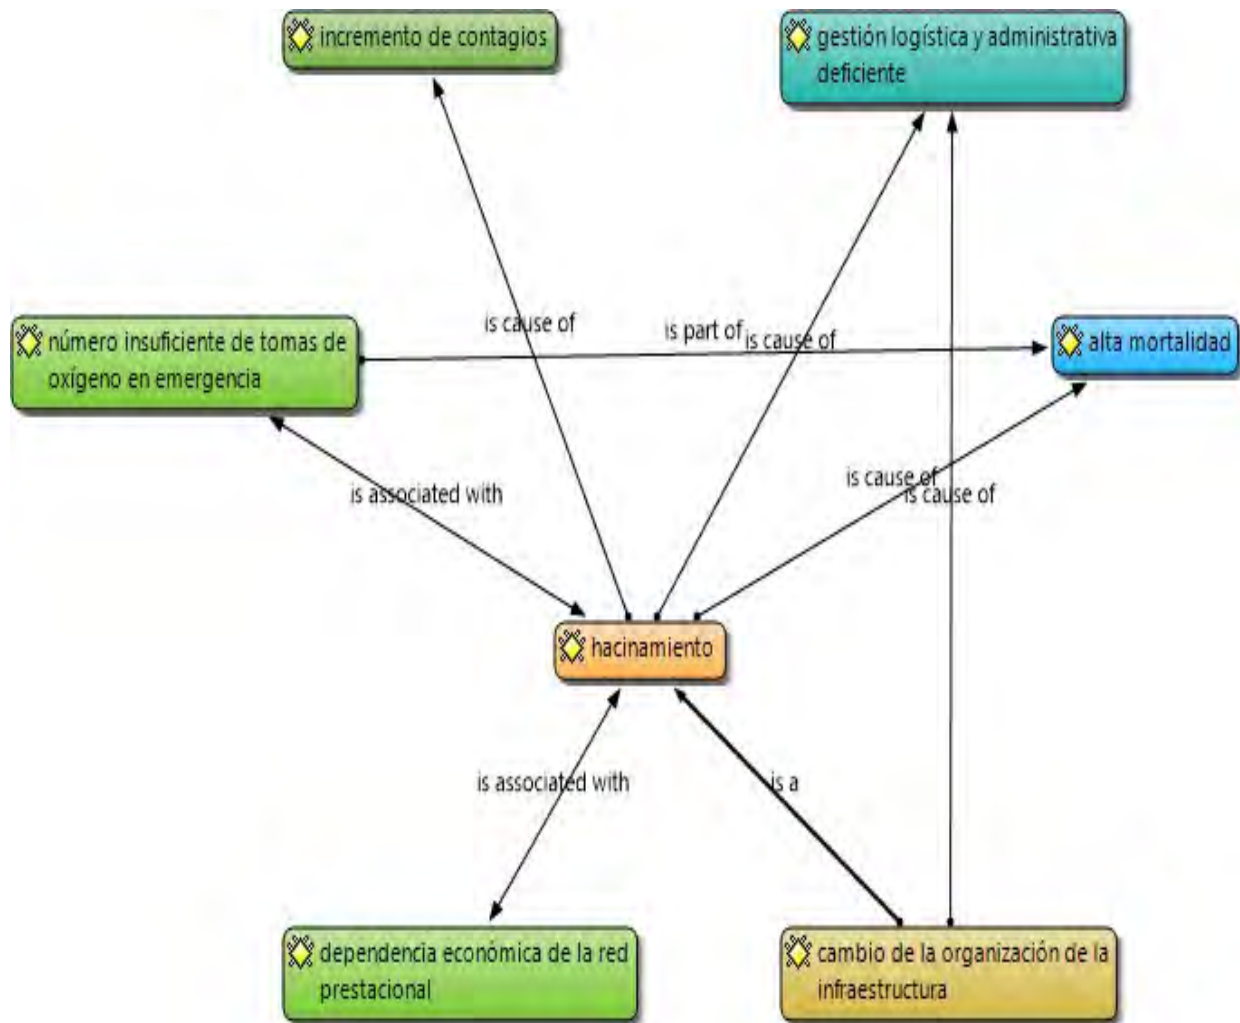 incremento de contagios
gestión logística y administrativa
deficiente
is cause of
is part of
is cause of
número insuficiente de tomas de
oxígeno en emergencia
alta mortalidad
is associated with
is cause of
is cause of
hacinamiento
is associated with
is a
dependencia económica de la red
prestacional
cambio de la organización de la
infraestructura